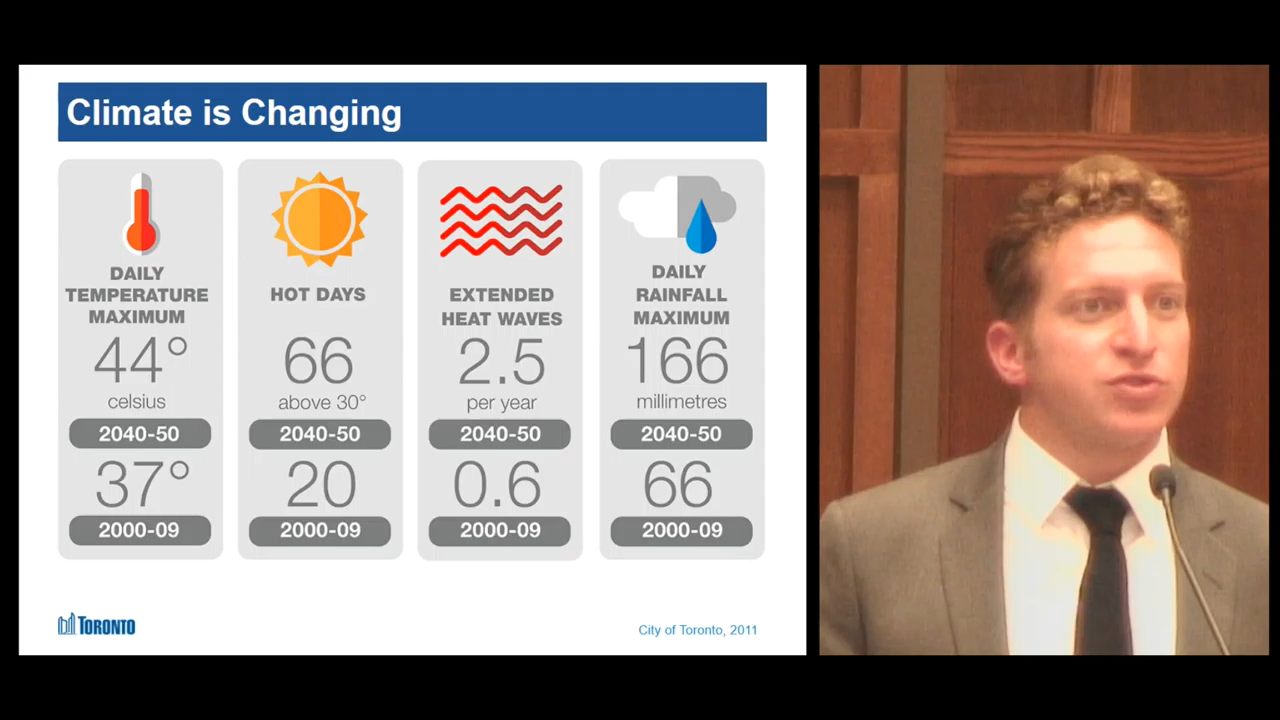 Climate is Changing
DAILY
TEMPERATURE
MAXIMUM
44°
celsius
2040-50
37°
2000-09
HOT DAYS
66
above 30°
2040-50
20
2000-09
EXTENDED
HEAT WAVES
2.5
per year
2040-50
0.6
2000-09
DAILY
RAINFALL
MAXIMUM
166
millimetres
2040-50
66
2000-09
TORONTO
City of Toronto, 2011